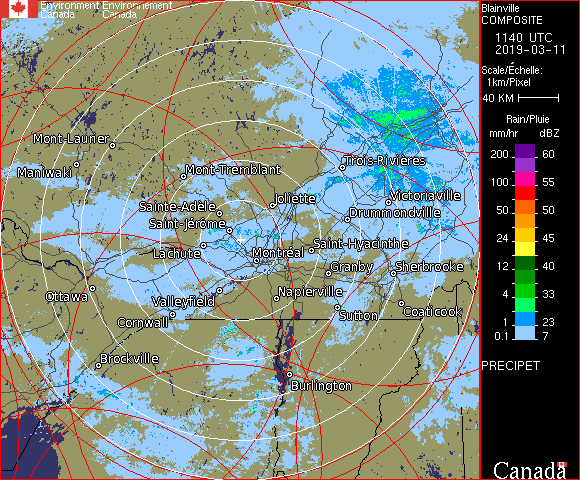 Environment Environnement
Canada Canada
Blainville
COMPOSITE
1140 UTC
2019-03-11
Scale/Échelle:
1km/Pixel
40 KM
Rain/Pluie
mm/hr dBZ
200 60
100 55
50 50
24 45
12 40
4 33
1 23
0.1 7
PRECIPET
Canada
Mont-Laurier
Maniwaki
Mont-Tremblant
Trois-Rivières
Sainte-Adèle
Joliette
Victoriaville
Saint-Jérôme
Drummondville
Lachute
Montréal
Saint-Hyacinthe
Granby
Sherbrooke
Ottawa
Valleyfield
Napierville
Cornwall
Sutton
Coaticook
Brockville
Burlington